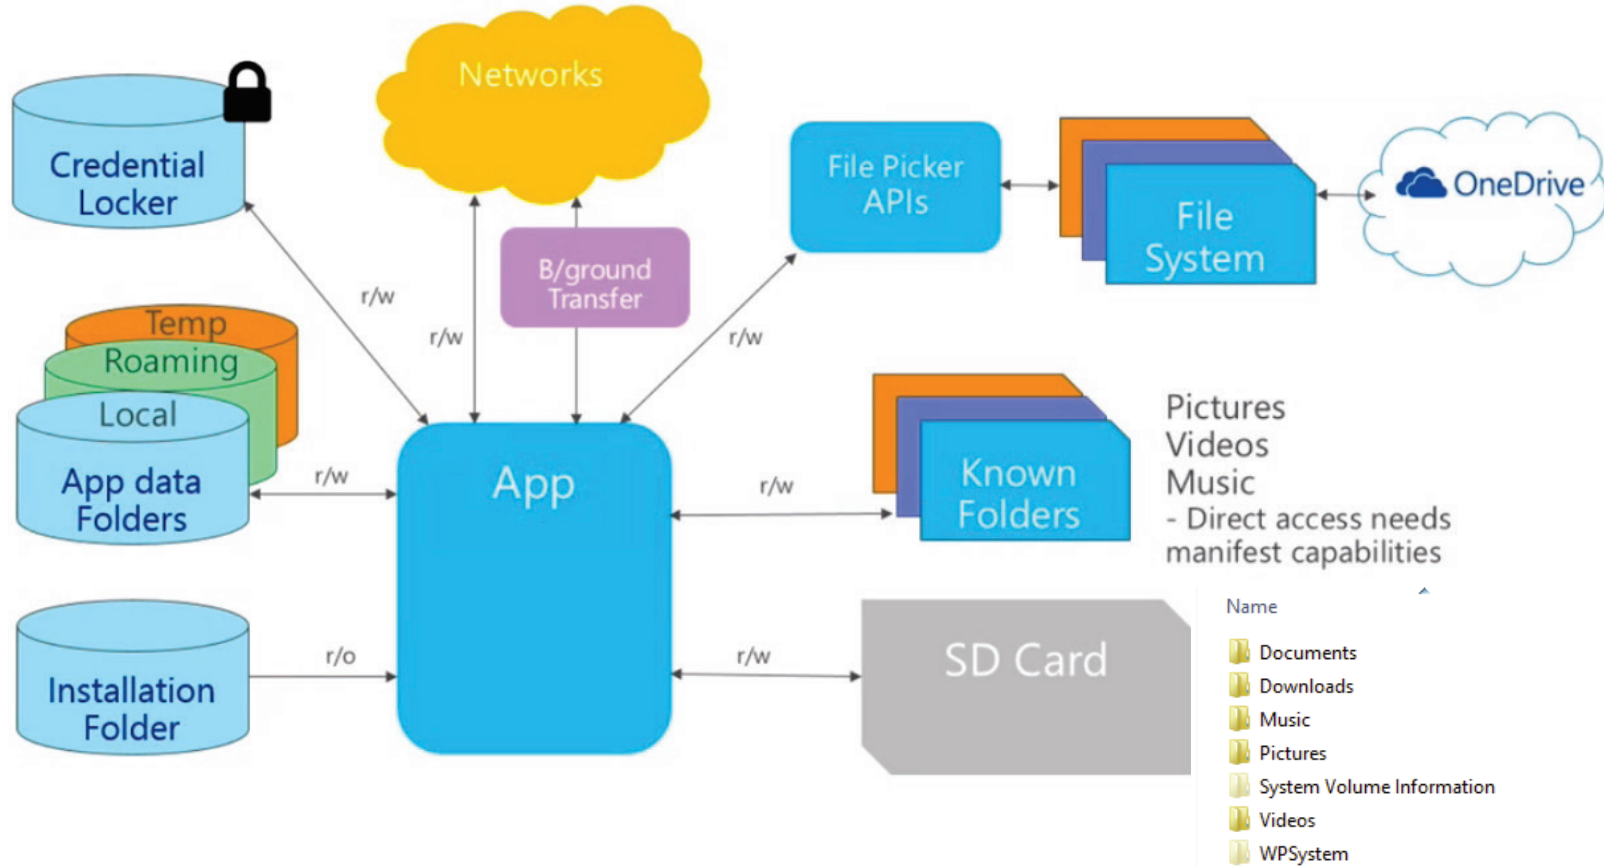 Networks
Credential
Locker
File Picker
APIs
File
System
OneDrive
B/ground
Transfer
r/w
r/w
r/w
Temp
Roaming
Local
App data
Folders
r/w
App
r/w
Known
Folders
Pictures
Videos
Music
- Direct access needs
manifest capabilities
Installation
Folder
r/o
r/w
SD Card
Name
Documents
Downloads
Music
Pictures
System Volume Information
Videos
WPSystem